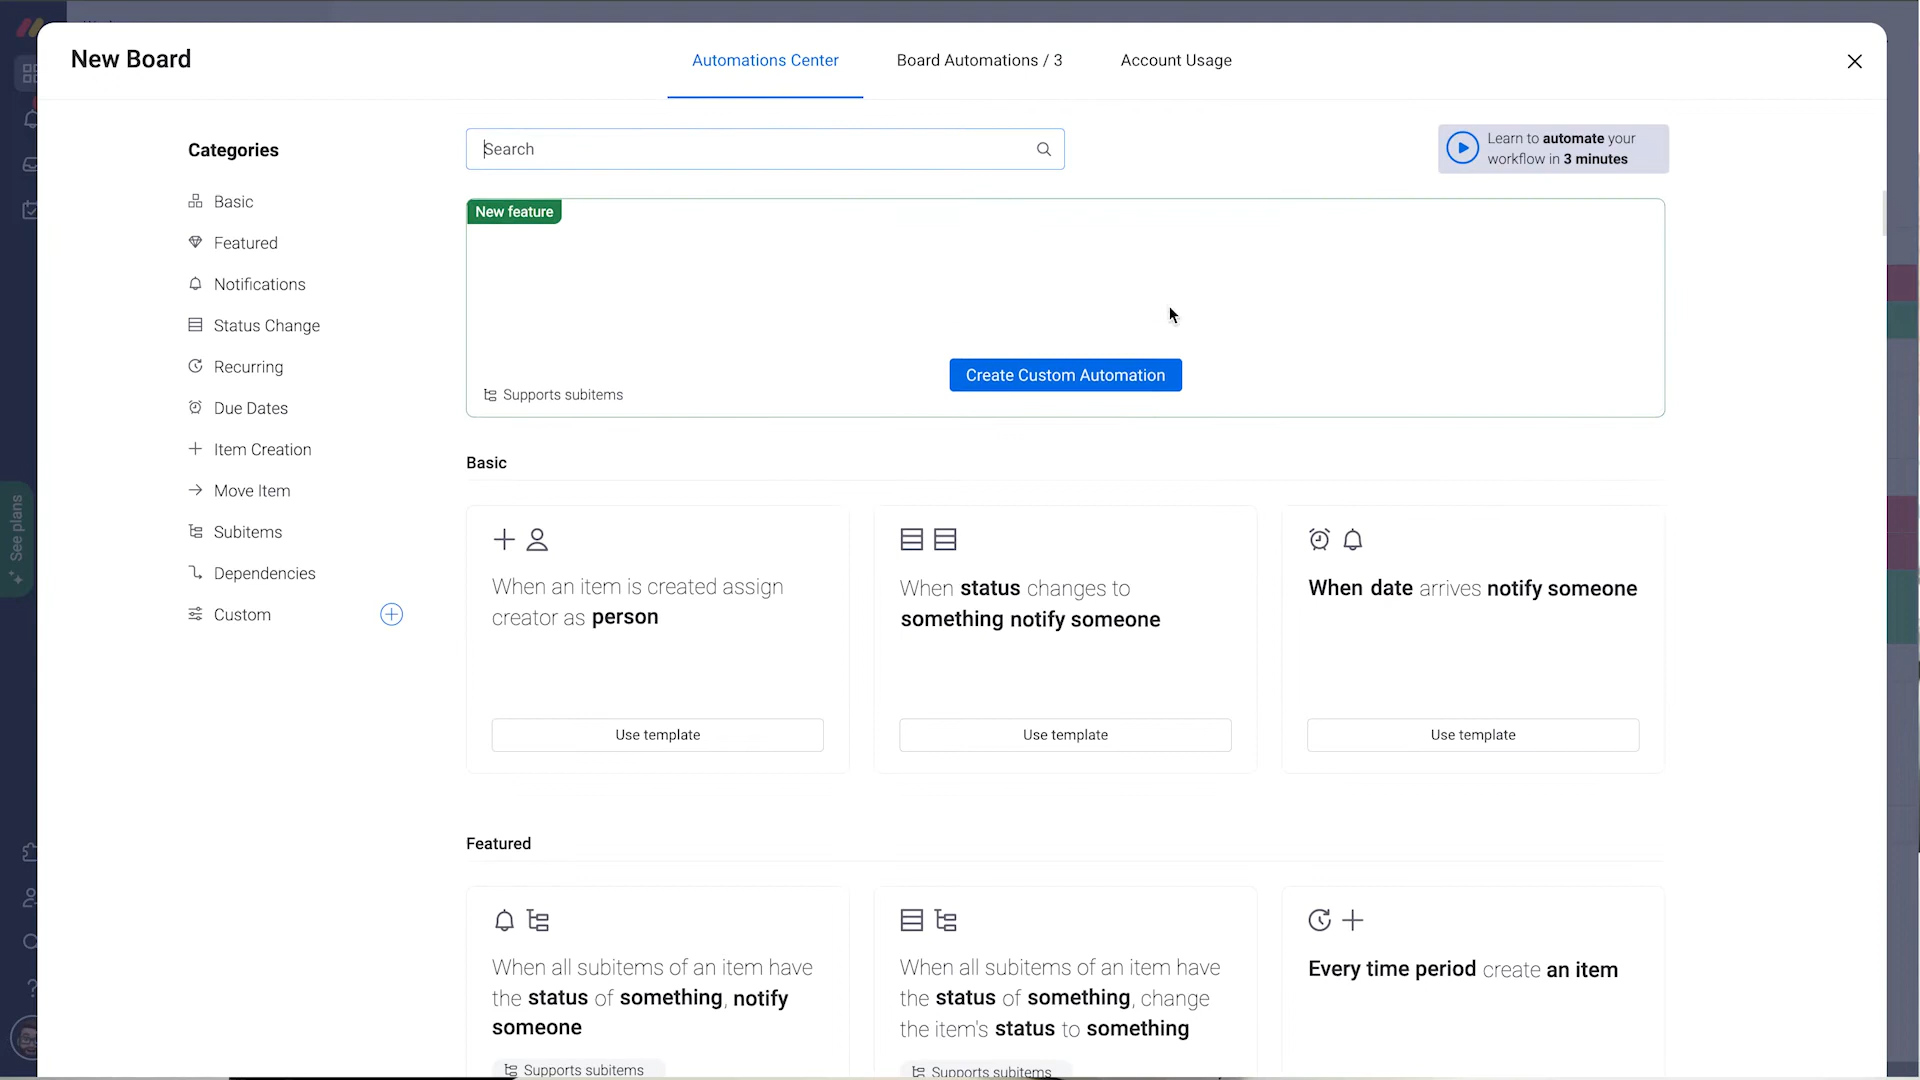 New Board
Automations Center
Board Automations / 3
Account Usage
Categories
Basic
Featured
Notifications
Status Change
Recurring
Due Dates
Item Creation
Move Item
Subitems
Dependencies
Custom
Search
Learn to automate your
workflow in 3 minutes
New feature
Create Custom Automation
Supports subitems
Basic
When an item is created assign
creator as person
Use template
When status changes to
something notify someone
Use template
When date arrives notify someone
Use template
Featured
When all subitems of an item have
the status of something, notify
someone
Supports subitems
When all subitems of an item have
the status of something, change
the item's status to something
Supports subitems
Every time period create an item
See plans